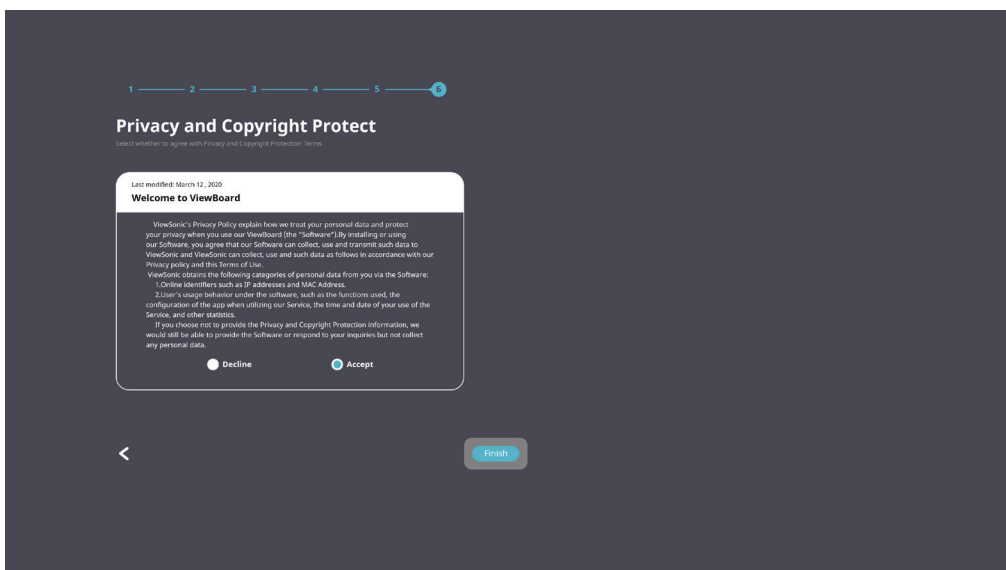 1 2 3 4 5 6
Privacy and Copyright Protect
Select whether to agree with Privacy and Copyright Protection Terms
Last modified: March 12 , 2020
Welcome to ViewBoard
ViewSonic's Privacy Policy explain how we treat your personal data and protect
your privacy when you use our ViewBoard (the "Software").By installing or using
our Software, you agree that our Software can collect, use and transmit such data to
ViewSonic and ViewSonic can collect, use and such data as follows in accordance with our
Privacy policy and this Terms of Use.
ViewSonic obtains the following categories of personal data from you via the Software:
1.Online identifiers such as IP addresses and MAC Address.
2.User's usage behavior under the software, such as the functions used, the
configuration of the app when utilizing our Service, the time and date of your use of the
Service, and other statistics.
If you choose not to provide the Privacy and Copyright Protection information, we
would still be able to provide the Software or respond to your inquiries but not collect
any personal data.
Decline Accept
Finish